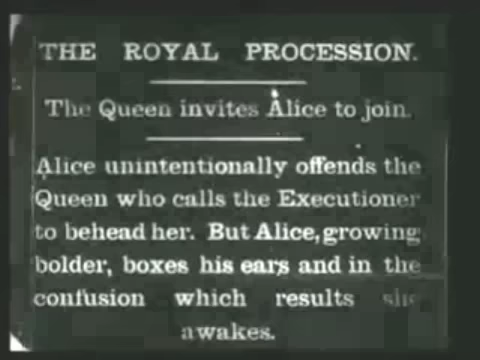 THE ROYAL PROCESSION.
The Queen invites Alice to join.
Alice unintentionally offends the
Queen who calls the Executioner
to behead her. But Alice, growing
bolder, boxes his ears and in the
confusion which results she
awakes.